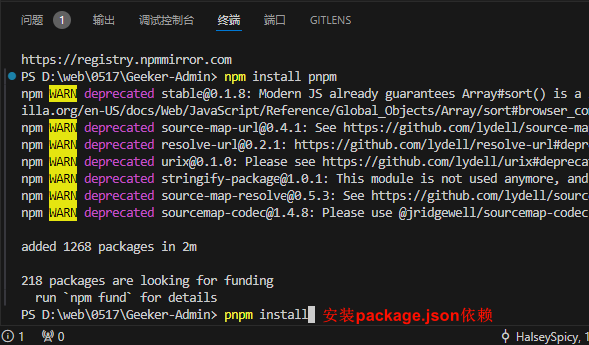 问题 1 输出 调试控制台 终端 端口 GITLENS
https://registry.npmmirror.com
PS D:\web\0517\Geeker-Admin> npm install pnpm
npm WARN deprecated stable@0.1.8: Modern JS already guarantees Array#sort() is a
illa.org/en-US/docs/Web/JavaScript/Reference/Global_Objects/Array/sort#browser_com
npm WARN deprecated source-map-url@0.4.1: See https://github.com/lydell/source-ma
npm WARN deprecated resolve-url@0.2.1: https://github.com/lydell/resolve-url#depr
npm WARN deprecated urix@0.1.0: Please see https://github.com/lydell/urix#depreca
npm WARN deprecated stringify-package@1.0.1: This module is not used anymore, and
npm WARN deprecated source-map-resolve@0.5.3: See https://github.com/lydell/sourc
npm WARN deprecated sourcemap-codec@1.4.8: Please use @jridgewell/sourcemap-codec
added 1268 packages in 2m
218 packages are looking for funding
run `npm fund` for details
PS D:\web\0517\Geeker-Admin> pnpm install 安装package.json依赖
1 0 HalseySpicy, 1